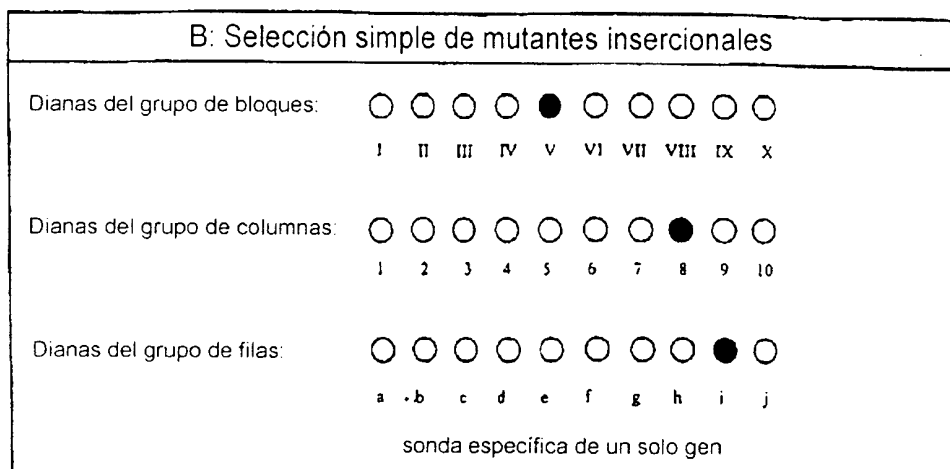 B: Selección simple de mutantes insercionales
Dianas del grupo de bloques:
I II III IV V VI VII VIII IX X
Dianas del grupo de columnas:
1 2 3 4 5 6 7 8 9 10
Dianas del grupo de filas:
a b c d e f g h i j
sonda específica de un solo gen